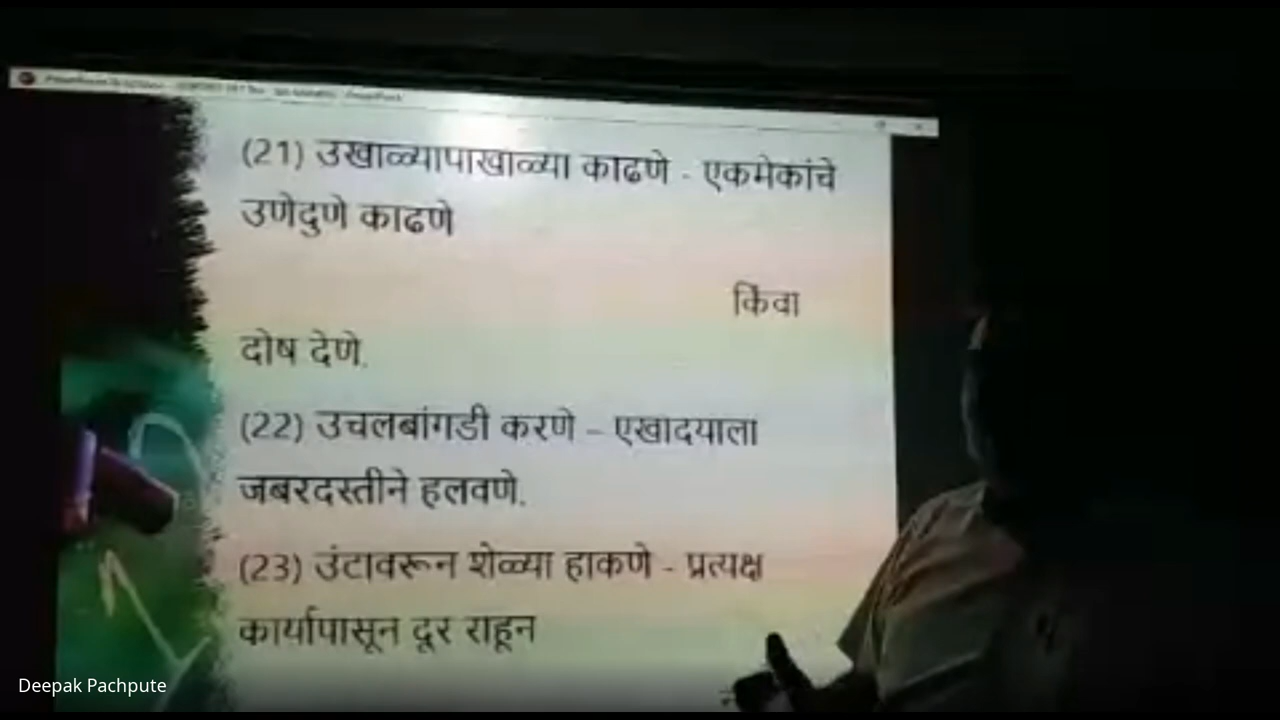 (21) उखाळ्यापाखाळ्या काढणे - एकमेकांचे
उणेदुणे काढणे
किंवा
दोष देणे.
(22) उचलबांगडी करणे – एखादयाला
जबरदस्तीने हलवणे.
(23) उंटावरून शेळ्या हाकणे - प्रत्यक्ष
कार्यापासून दूर राहून
Deepak Pachpute